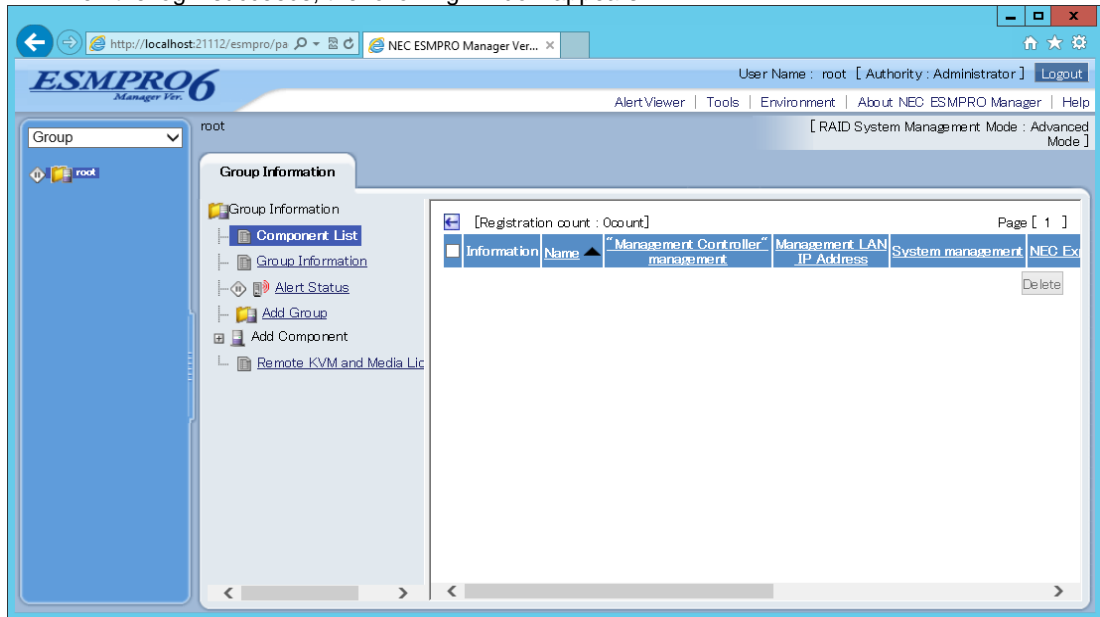 http://localhost:21112/esmpro/pa
NEC ESMPRO Manager Ver... ×
ESMPRO6
Manager Ver.
User Name : root [ Authority : Administrator ] Logout
AlertViewer | Tools | Environment | About NEC ESMPRO Manager | Help
Group
root
[ RAID System Management Mode : Advanced
Mode ]
root
Group Information
Group Information
Component List
Group Information
Alert Status
Add Group
Add Component
Remote KVM and Media Lic
[Registration count : 0count]
Page [ 1 ]
Information Name "Management Controller" management Management LAN IP Address System management NEC Ex
Delete